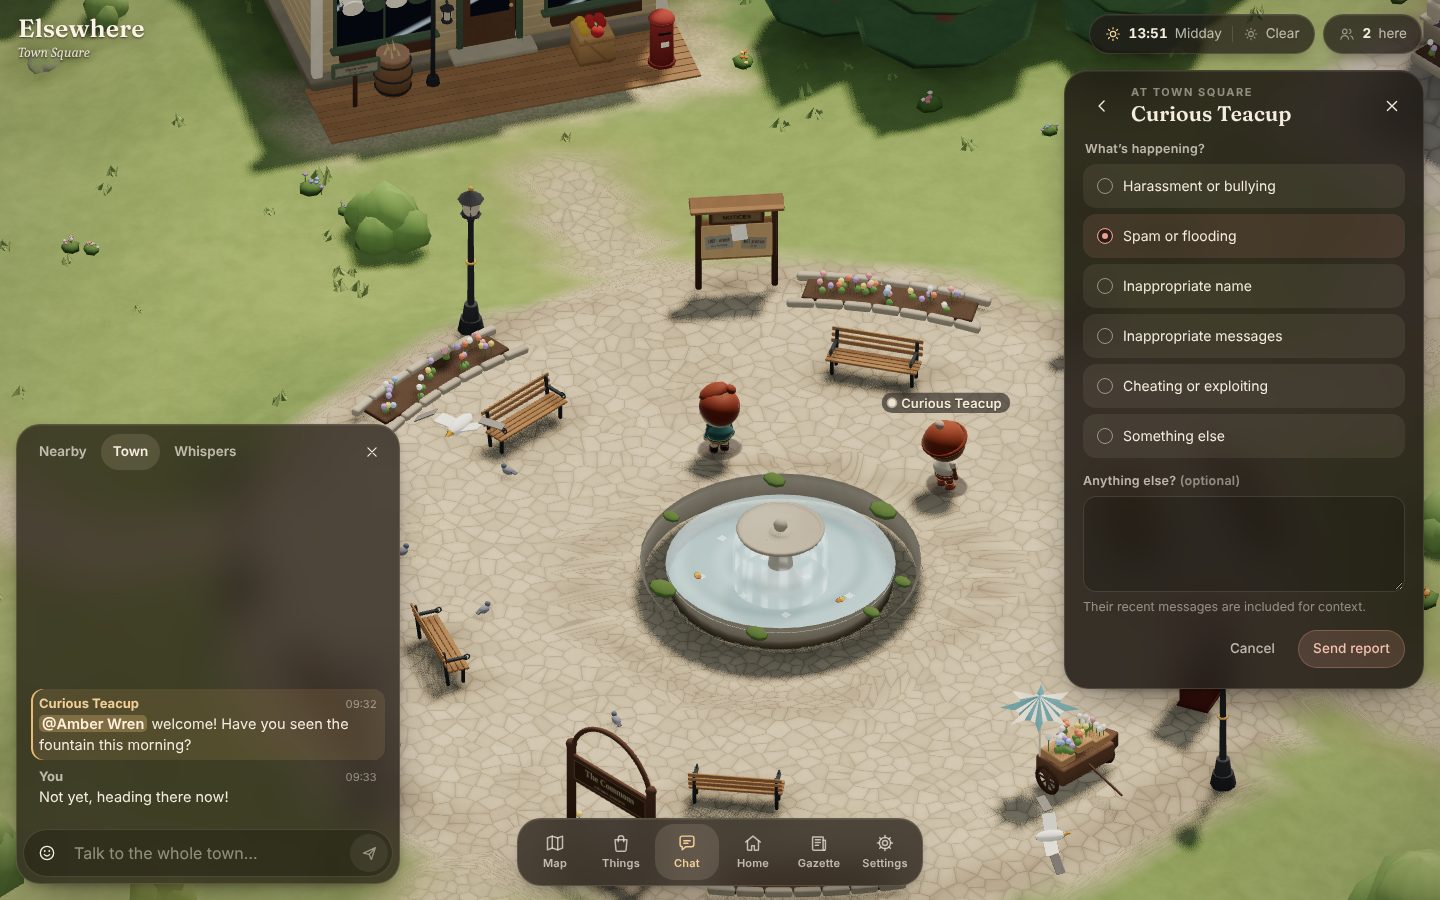 Elsewhere
Town Square
13:51 Midday
Clear
2 here
AT TOWN SQUARE
Curious Teacup
What's happening?
Harassment or bullying
Spam or flooding
Inappropriate name
Inappropriate messages
Cheating or exploiting
Something else
Anything else? (optional)
Their recent messages are included for context.
Cancel
Send report
NOTICES
Curious Teacup
Nearby
Town
Whispers
Curious Teacup 09:32
@Amber Wren welcome! Have you seen the
fountain this morning?
You 09:33
Not yet, heading there now!
Talk to the whole town...
The Commons
Map
Things
Chat
Home
Gazette
Settings